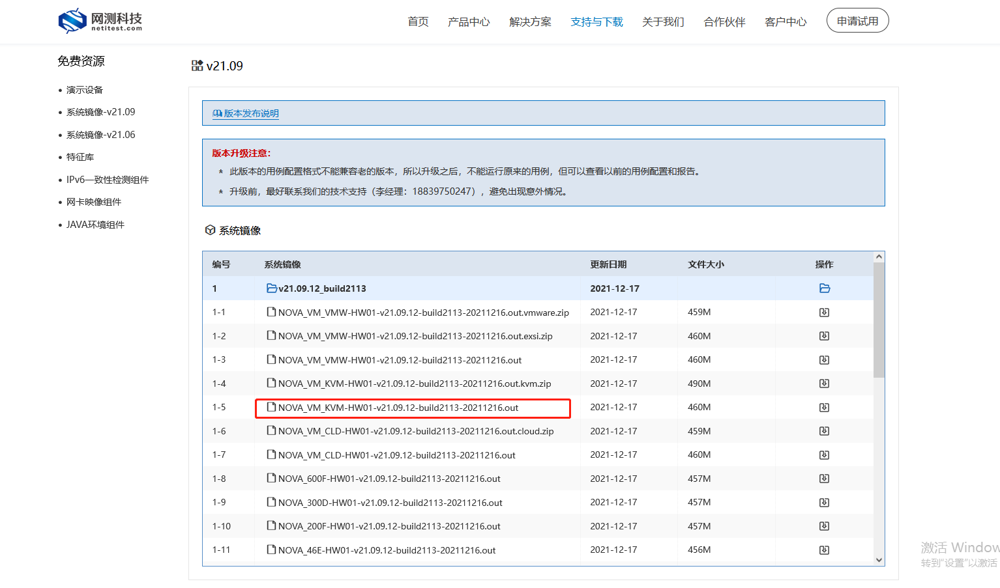 网测科技
netitest.com
首页 产品中心 解决方案 支持与下载 关于我们 合作伙伴 客户中心 申请试用
免费资源
• 演示设备
• 系统镜像-v21.09
• 系统镜像-v21.06
• 特征库
• IPv6一致性检测组件
• 网卡映像组件
• JAVA环境组件
v21.09
版本发布说明
版本升级注意：
* 此版本的用例配置格式不能兼容老的版本，所以升级之后，不能运行原来的用例，但可以查看以前的用例配置和报告。
* 升级前，最好联系我们的技术支持（李经理：18839750247），避免出现意外情况。
系统镜像
编号 系统镜像 更新日期 文件大小 操作
1 v21.09.12_build2113 2021-12-17
1-1 NOVA_VM_VMW-HW01-v21.09.12-build2113-20211216.out.vmware.zip 2021-12-17 459M
1-2 NOVA_VM_VMW-HW01-v21.09.12-build2113-20211216.out.exsi.zip 2021-12-17 460M
1-3 NOVA_VM_VMW-HW01-v21.09.12-build2113-20211216.out 2021-12-17 460M
1-4 NOVA_VM_KVM-HW01-v21.09.12-build2113-20211216.out.kvm.zip 2021-12-17 490M
1-5 NOVA_VM_KVM-HW01-v21.09.12-build2113-20211216.out 2021-12-17 460M
1-6 NOVA_VM_CLD-HW01-v21.09.12-build2113-20211216.out.cloud.zip 2021-12-17 459M
1-7 NOVA_VM_CLD-HW01-v21.09.12-build2113-20211216.out 2021-12-17 460M
1-8 NOVA_600F-HW01-v21.09.12-build2113-20211216.out 2021-12-17 457M
1-9 NOVA_300D-HW01-v21.09.12-build2113-20211216.out 2021-12-17 457M
1-10 NOVA_200F-HW01-v21.09.12-build2113-20211216.out 2021-12-17 457M
1-11 NOVA_46E-HW01-v21.09.12-build2113-20211216.out 2021-12-17 456M
激活 Window
转到"设置"以激活